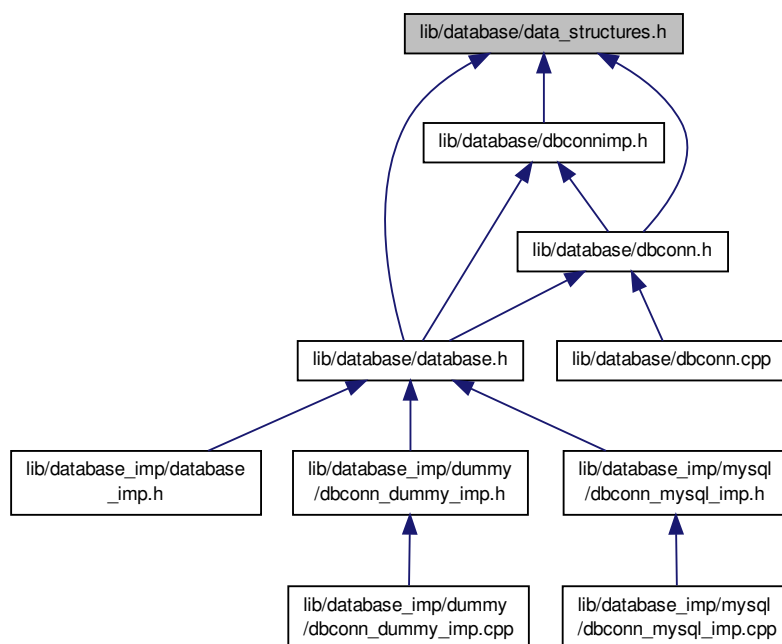 lib/database/data_structures.h
lib/database/dbconnimp.h
lib/database/dbconn.h
lib/database/database.h
lib/database/dbconn.cpp
lib/database_imp/database
_imp.h
lib/database_imp/dummy
/dbconn_dummy_imp.h
lib/database_imp/mysql
/dbconn_mysql_imp.h
lib/database_imp/dummy
/dbconn_dummy_imp.cpp
lib/database_imp/mysql
/dbconn_mysql_imp.cpp